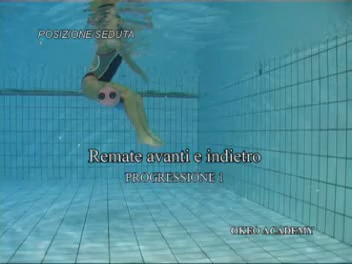 POSIZIONE SEDUTA
Remate avanti e indietro
PROGRESSIONE 1
OKEO ACADEMY